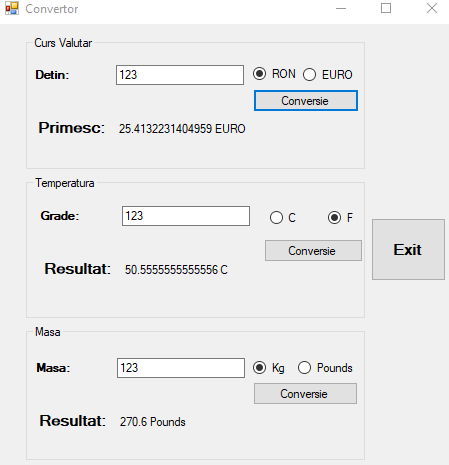 Convertor
Curs Valutar
Detin: 123 RON EURO
Conversie
Primesc: 25.4132231404959 EURO
Temperatura
Grade: 123 C F
Conversie
Resultat: 50.5555555555556 C
Exit
Masa
Masa: 123 Kg Pounds
Conversie
Resultat: 270.6 Pounds